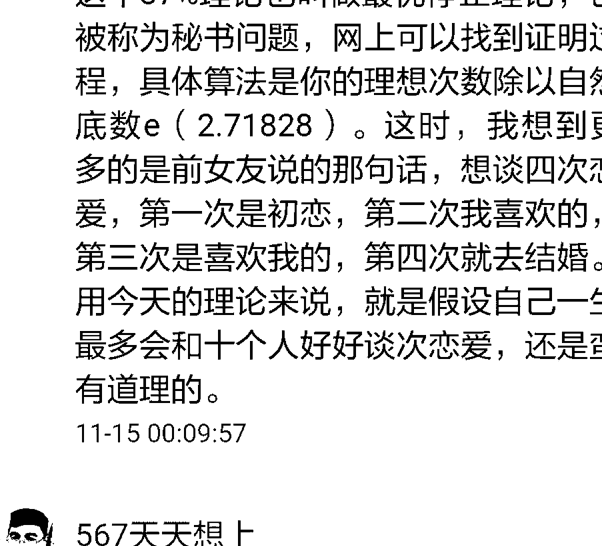 被称为秘书问题，网上可以找到证明
程，具体算法是你的理想次数除以自然
底数e（2.71828）。这时，我想到
多的是前女友说的那句话，想谈四次恋
爱，第一次是初恋，第二次我喜欢的，
第三次是喜欢我的，第四次就去结婚。
用今天的理论来说，就是假设自己一生
最多会和十个人好好谈次恋爱，还是蛮
有道理的。
11-15 00:09:57
567天天想上